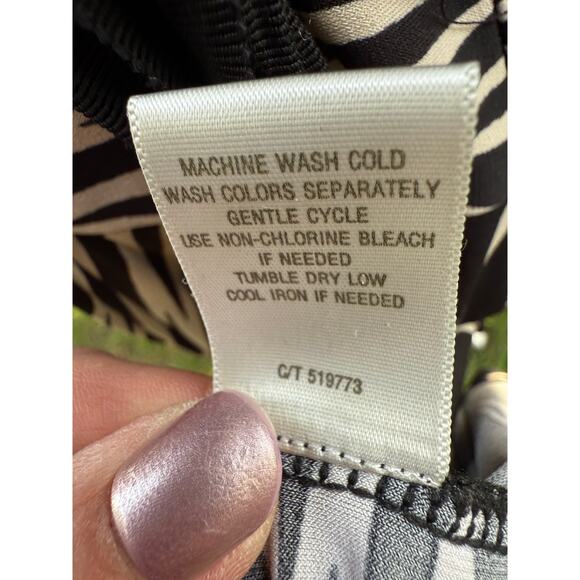 MACHINE WASH COLD
WASH COLORS SEPARATELY
GENTLE CYCLE
USE NON-CHLORINE BLEACH
IF NEEDED
TUMBLE DRY LOW
COOL IRON IF NEEDED
C/T 519773